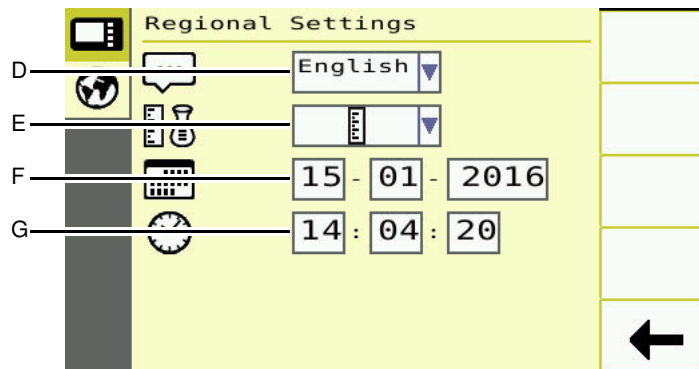 Regional Settings
D English
E
F 15 - 01 - 2016
G 14 : 04 : 20